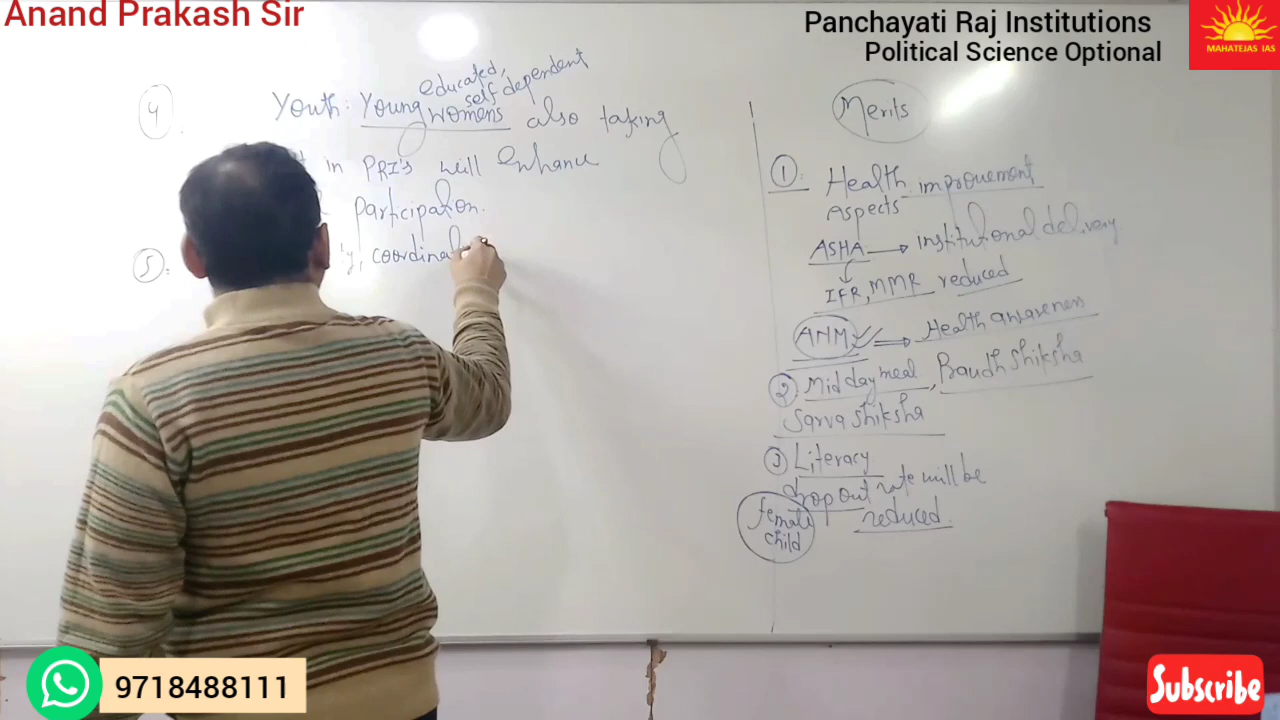 Anand Prakash Sir
Panchayati Raj Institutions
Political Science Optional
MAHATEJAS IAS
4
educated,
self dependent
Youth: Young womens also taking
in PRI's will enhance
participation.
5. y, coordinat
Merits
1. Health improvement
Aspects
ASHA → institutional delivery
IFR, MMR reduced
ANM ⇒ Health awareness
2 Mid day meal, Baudh Shiksha
Sarva Shiksha
3 Literacy
drop out rate will be
female reduced.
child
9718488111
Subscribe